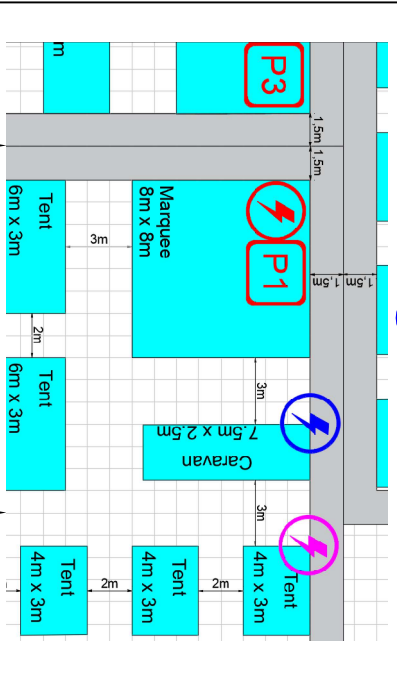 m
P3
1,5m
1,5m
Marquee
8m x 8m
P1
Tent
6m x 3m
3m
1,5m
1,5m
2m
Tent
6m x 3m
3m
Caravan
7.5m x 2.5m
3m
Tent
4m x 3m
2m
Tent
4m x 3m
2m
Tent
4m x 3m